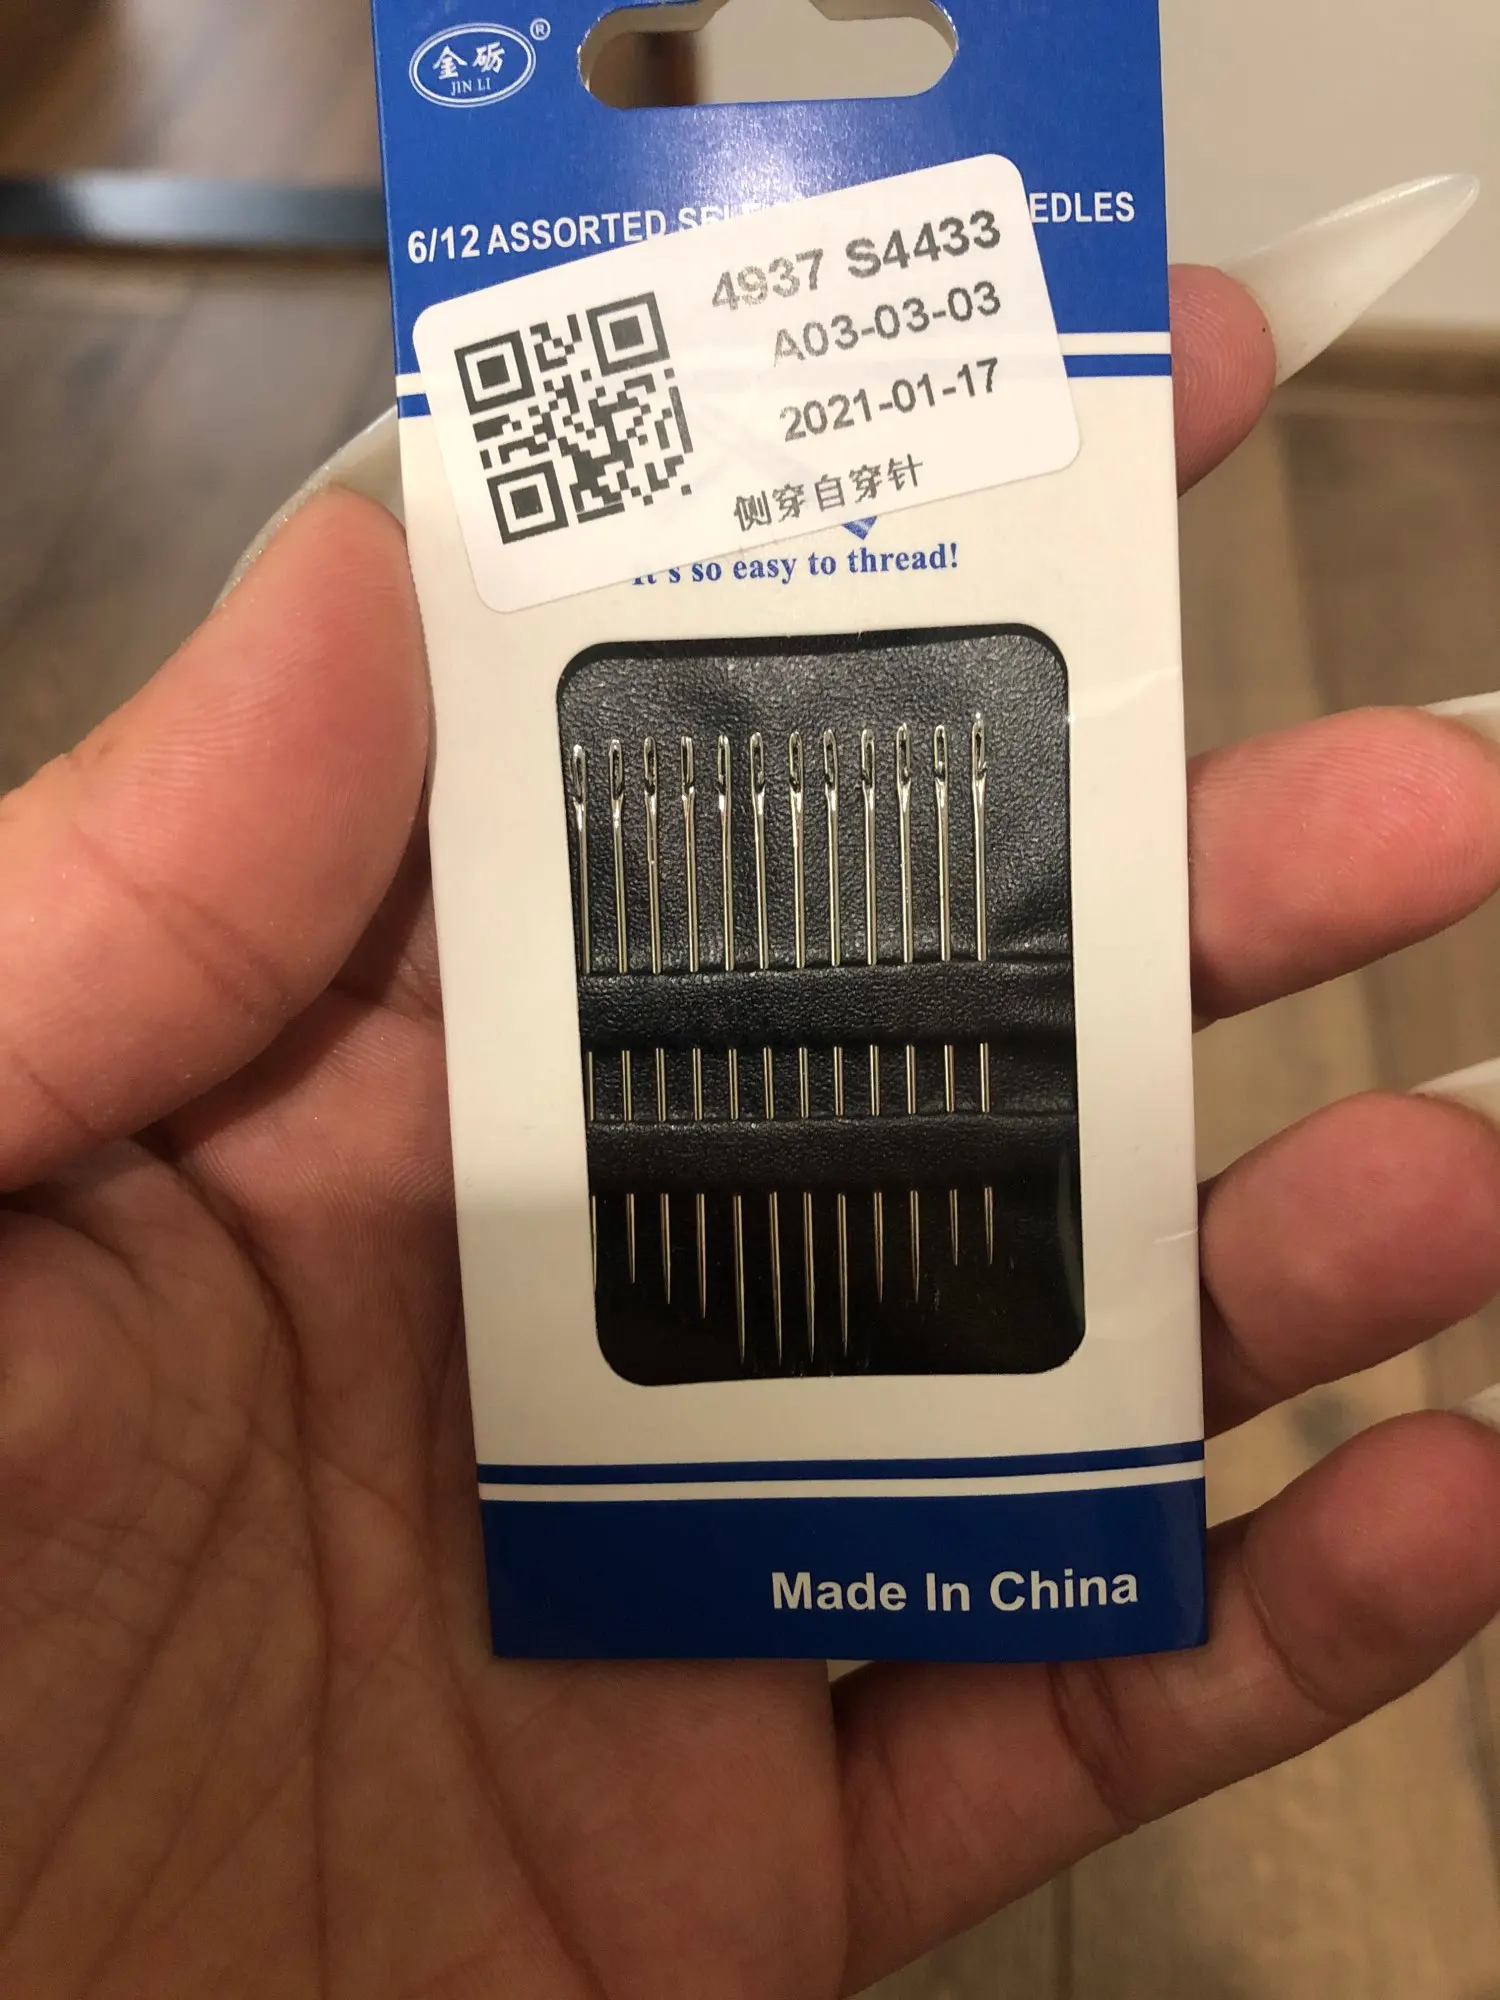 金砺
®
JIN LI
6/12 ASSORTED EDLES
4937 S4433
A03-03-03
2021-01-17
侧穿自穿针
It's so easy to thread!
Made In China